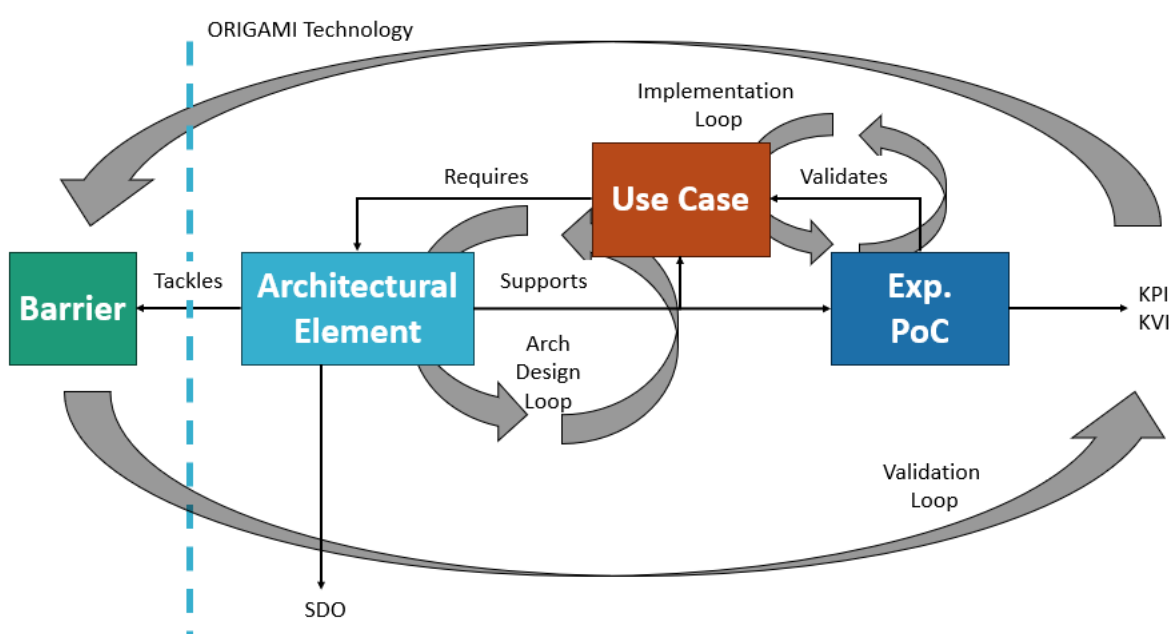 ORIGAMI Technology
Implementation
Loop
Requires
Use Case
Validates
Barrier
Tackles
Architectural
Element
Supports
Exp.
PoC
KPI
KVI
Arch
Design
Loop
Validation
Loop
SDO